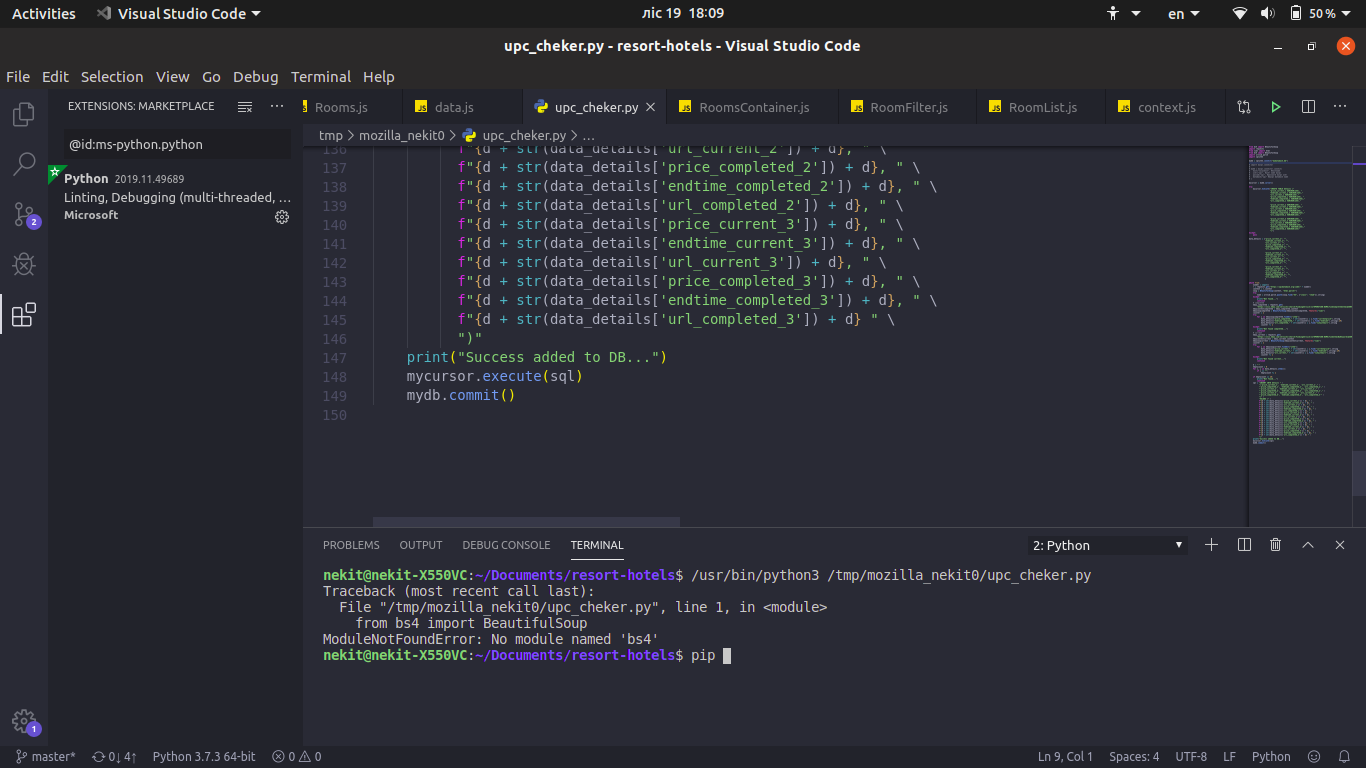 Activities Visual Studio Code ліс 19 18:09 en 50 %
upc_cheker.py - resort-hotels - Visual Studio Code
File Edit Selection View Go Debug Terminal Help
EXTENSIONS: MARKETPLACE
@id:ms-python.python
Python 2019.11.49689
Linting, Debugging (multi-threaded, …
Microsoft
2
1
Rooms.js data.js upc_cheker.py RoomsContainer.js RoomFilter.js RoomList.js context.js
tmp > mozilla_nekit0 > upc_cheker.py > ...
136 f"{d + str(data_details['url_current_2']) + d}, " \
137 f"{d + str(data_details['price_completed_2']) + d}, " \
138 f"{d + str(data_details['endtime_completed_2']) + d}, " \
139 f"{d + str(data_details['url_completed_2']) + d}, " \
140 f"{d + str(data_details['price_current_3']) + d}, " \
141 f"{d + str(data_details['endtime_current_3']) + d}, " \
142 f"{d + str(data_details['url_current_3']) + d}, " \
143 f"{d + str(data_details['price_completed_3']) + d}, " \
144 f"{d + str(data_details['endtime_completed_3']) + d}, " \
145 f"{d + str(data_details['url_completed_3']) + d} " \
146 ")"
147 print("Success added to DB...")
148 mycursor.execute(sql)
149 mydb.commit()
150
PROBLEMS OUTPUT DEBUG CONSOLE TERMINAL 2: Python
nekit@nekit-X550VC:~/Documents/resort-hotels$ /usr/bin/python3 /tmp/mozilla_nekit0/upc_cheker.py
Traceback (most recent call last):
File "/tmp/mozilla_nekit0/upc_cheker.py", line 1, in <module>
from bs4 import BeautifulSoup
ModuleNotFoundError: No module named 'bs4'
nekit@nekit-X550VC:~/Documents/resort-hotels$ pip
master* 0↓ 4↑ Python 3.7.3 64-bit 0 0 Ln 9, Col 1 Spaces: 4 UTF-8 LF Python